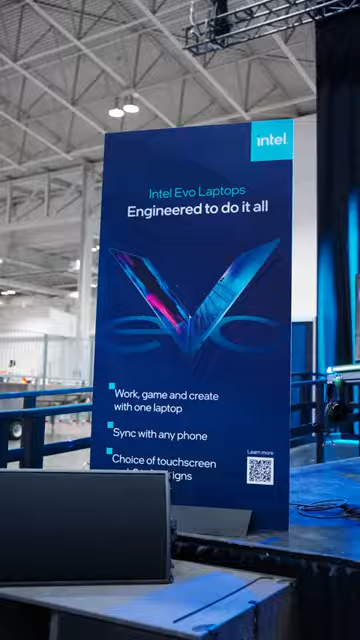 intel.
Intel Evo Laptops
Engineered to do it all
evo
Work, game and create
with one laptop
Sync with any phone
Choice of touchscreen
Learn more